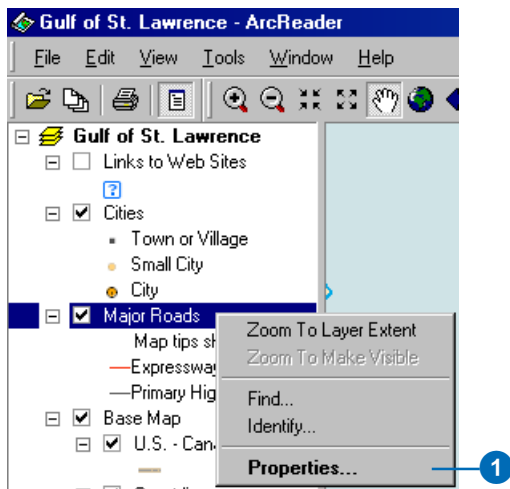 Gulf of St. Lawrence - ArcReader
File Edit View Tools Window Help
Gulf of St. Lawrence
Links to Web Sites
?
Cities
Town or Village
Small City
City
Major Roads
Map tips sh
Expressway
Primary Hig
Base Map
U.S. - Can
Zoom To Layer Extent
Zoom To Make Visible
Find...
Identify...
Properties...
1